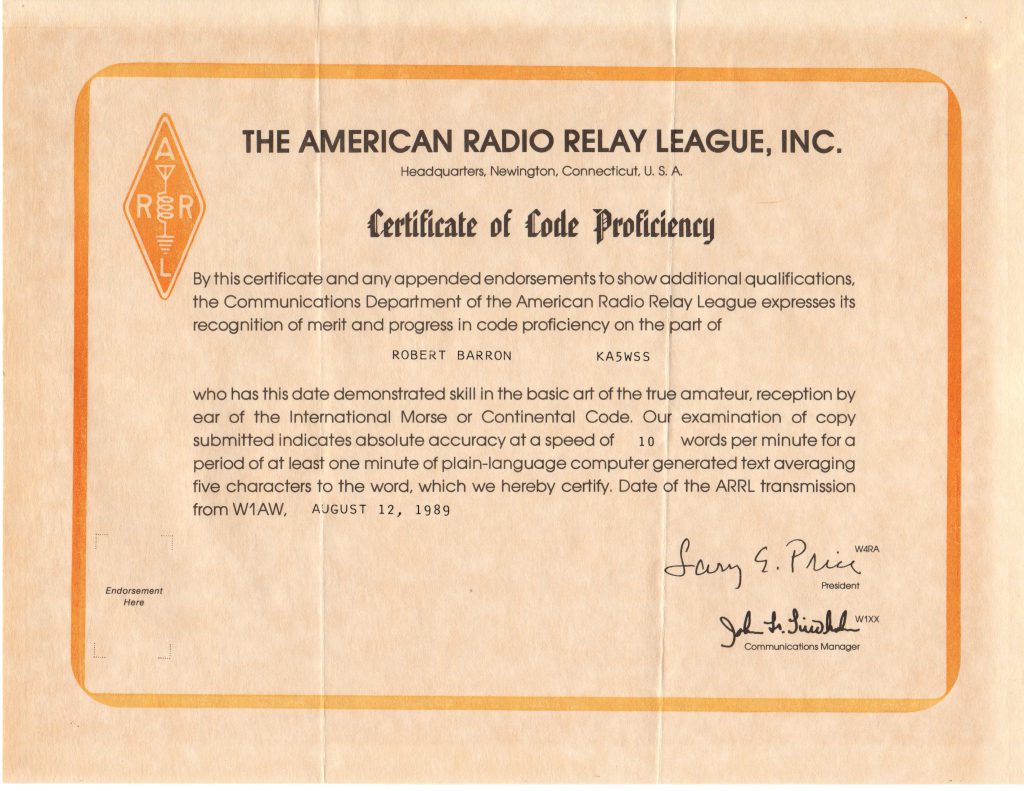 THE AMERICAN RADIO RELAY LEAGUE, INC.
Headquarters, Newington, Connecticut, U. S. A.
A
R R
L
Certificate of Code Proficiency
By this certificate and any appended endorsements to show additional qualifications,
the Communications Department of the American Radio Relay League expresses its
recognition of merit and progress in code proficiency on the part of
ROBERT BARRON KA5WSS
who has this date demonstrated skill in the basic art of the true amateur, reception by
ear of the International Morse or Continental Code. Our examination of copy
submitted indicates absolute accuracy at a speed of 10 words per minute for a
period of at least one minute of plain-language computer generated text averaging
five characters to the word, which we hereby certify. Date of the ARRL transmission
from W1AW, AUGUST 12, 1989
Larry E. Price W4RA
President
John F. W1XX
Communications Manager
Endorsement
Here